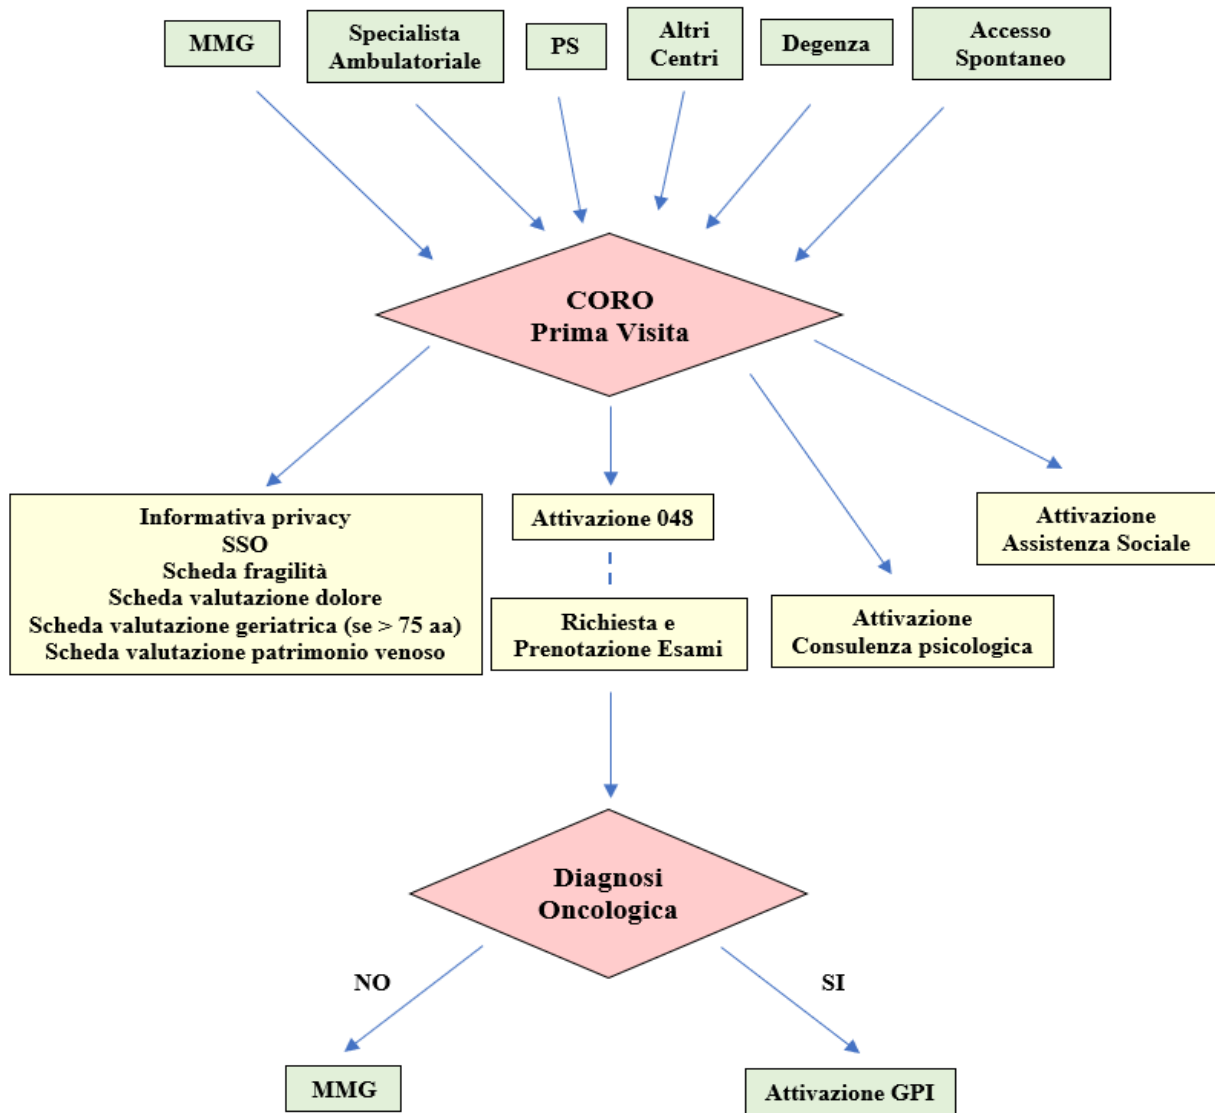 MMG
Specialista
Ambulatoriale
PS
Altri
Centri
Degenza
Accesso
Spontaneo
CORO
Prima Visita
Informativa privacy
SSO
Scheda fragilità
Scheda valutazione dolore
Scheda valutazione geriatrica (se > 75 aa)
Scheda valutazione patrimonio venoso
Attivazione 048
Richiesta e
Prenotazione Esami
Attivazione
Consulenza psicologica
Attivazione
Assistenza Sociale
Diagnosi
Oncologica
NO
SI
MMG
Attivazione GPI